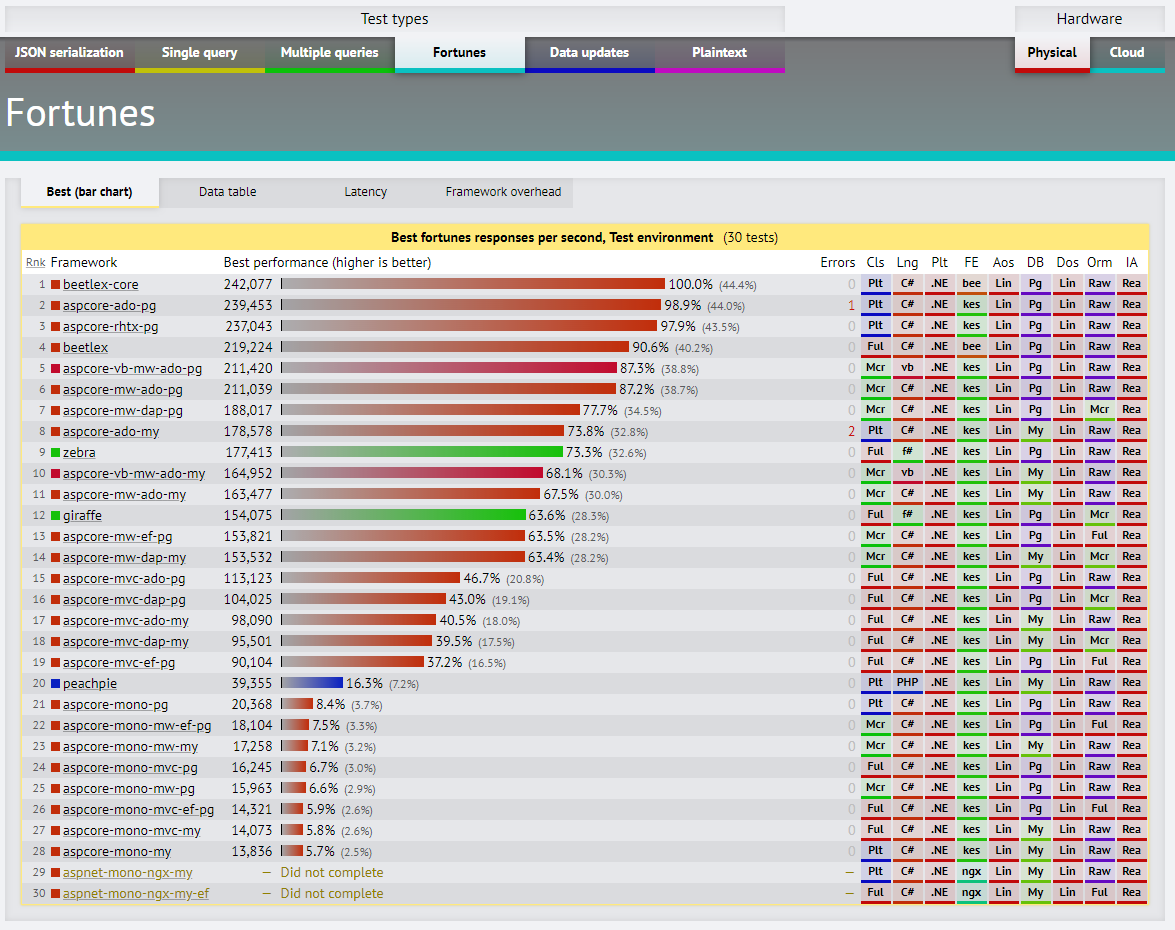 Test types Hardware
JSON serialization Single query Multiple queries Fortunes Data updates Plaintext Physical Cloud
Fortunes
Best (bar chart) Data table Latency Framework overhead
Best fortunes responses per second, Test environment (30 tests)
Rnk Framework Best performance (higher is better) Errors Cls Lng Plt FE Aos DB Dos Orm IA
1 beetlex-core 242,077 100.0% (44.4%) 0 Plt C# .NE bee Lin Pg Lin Raw Rea
2 aspcore-ado-pg 239,453 98.9% (44.0%) 1 Plt C# .NE kes Lin Pg Lin Raw Rea
3 aspcore-rhtx-pg 237,043 97.9% (43.5%) 0 Plt C# .NE kes Lin Pg Lin Raw Rea
4 beetlex 219,224 90.6% (40.2%) 0 Ful C# .NE bee Lin Pg Lin Raw Rea
5 aspcore-vb-mw-ado-pg 211,420 87.3% (38.8%) 0 Mcr vb .NE kes Lin Pg Lin Raw Rea
6 aspcore-mw-ado-pg 211,039 87.2% (38.7%) 0 Mcr C# .NE kes Lin Pg Lin Raw Rea
7 aspcore-mw-dap-pg 188,017 77.7% (34.5%) 0 Mcr C# .NE kes Lin Pg Lin Mcr Rea
8 aspcore-ado-my 178,578 73.8% (32.8%) 2 Plt C# .NE kes Lin My Lin Raw Rea
9 zebra 177,413 73.3% (32.6%) 0 Ful f# .NE kes Lin Pg Lin Raw Rea
10 aspcore-vb-mw-ado-my 164,952 68.1% (30.3%) 0 Mcr vb .NE kes Lin My Lin Raw Rea
11 aspcore-mw-ado-my 163,477 67.5% (30.0%) 0 Mcr C# .NE kes Lin My Lin Raw Rea
12 giraffe 154,075 63.6% (28.3%) 0 Ful f# .NE kes Lin Pg Lin Mcr Rea
13 aspcore-mw-ef-pg 153,821 63.5% (28.2%) 0 Mcr C# .NE kes Lin Pg Lin Ful Rea
14 aspcore-mw-dap-my 153,532 63.4% (28.2%) 0 Mcr C# .NE kes Lin My Lin Mcr Rea
15 aspcore-mvc-ado-pg 113,123 46.7% (20.8%) 0 Ful C# .NE kes Lin Pg Lin Raw Rea
16 aspcore-mvc-dap-pg 104,025 43.0% (19.1%) 0 Ful C# .NE kes Lin Pg Lin Mcr Rea
17 aspcore-mvc-ado-my 98,090 40.5% (18.0%) 0 Ful C# .NE kes Lin My Lin Raw Rea
18 aspcore-mvc-dap-my 95,501 39.5% (17.5%) 0 Ful C# .NE kes Lin My Lin Mcr Rea
19 aspcore-mvc-ef-pg 90,104 37.2% (16.5%) 0 Ful C# .NE kes Lin Pg Lin Ful Rea
20 peachpie 39,355 16.3% (7.2%) 0 Plt PHP .NE kes Lin My Lin Raw Rea
21 aspcore-mono-pg 20,368 8.4% (3.7%) 0 Plt C# .NE kes Lin Pg Lin Raw Rea
22 aspcore-mono-mw-ef-pg 18,104 7.5% (3.3%) 0 Mcr C# .NE kes Lin Pg Lin Ful Rea
23 aspcore-mono-mw-my 17,258 7.1% (3.2%) 0 Mcr C# .NE kes Lin My Lin Raw Rea
24 aspcore-mono-mvc-pg 16,245 6.7% (3.0%) 0 Ful C# .NE kes Lin Pg Lin Raw Rea
25 aspcore-mono-mw-pg 15,963 6.6% (2.9%) 0 Mcr C# .NE kes Lin Pg Lin Raw Rea
26 aspcore-mono-mvc-ef-pg 14,321 5.9% (2.6%) 0 Ful C# .NE kes Lin Pg Lin Ful Rea
27 aspcore-mono-mvc-my 14,073 5.8% (2.6%) 0 Ful C# .NE kes Lin My Lin Raw Rea
28 aspcore-mono-my 13,836 5.7% (2.5%) 0 Plt C# .NE kes Lin My Lin Raw Rea
29 aspnet-mono-ngx-my — Did not complete — Plt C# .NE ngx Lin My Lin Raw Rea
30 aspnet-mono-ngx-my-ef — Did not complete — Ful C# .NE ngx Lin My Lin Ful Rea